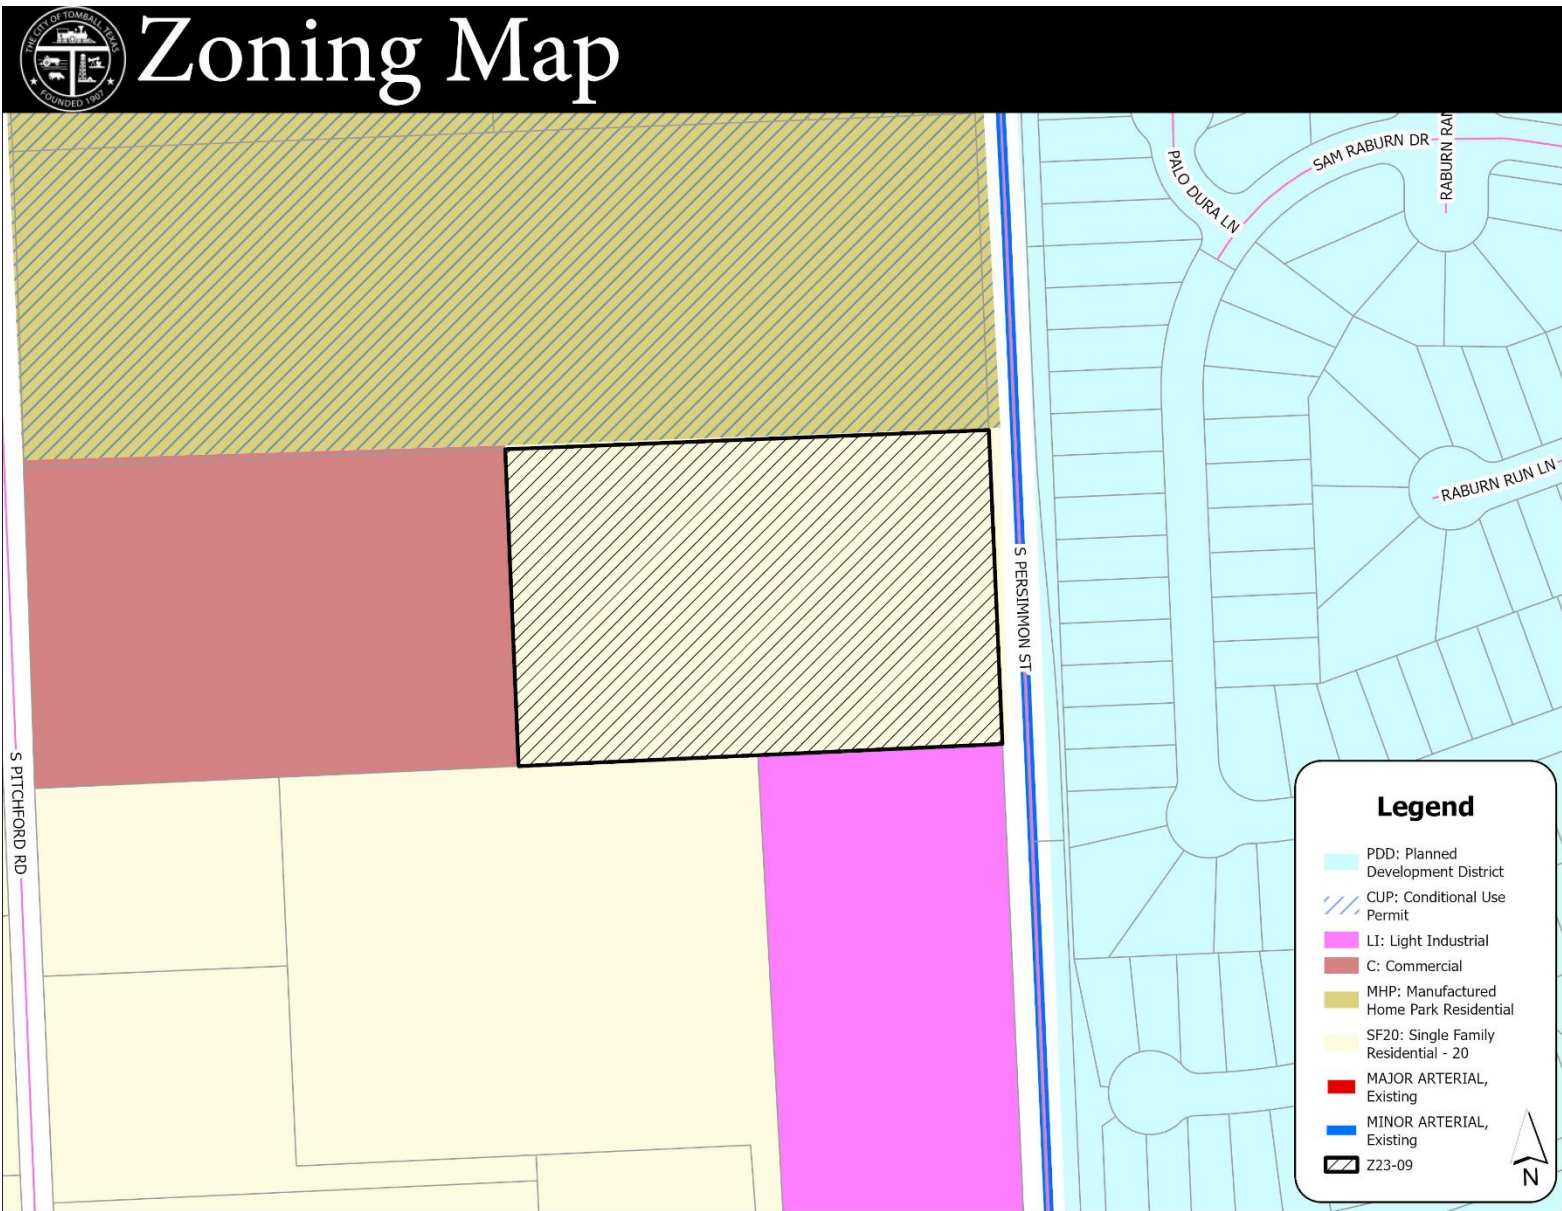 THE CITY OF TOMBALL, TEXAS
FOUNDED 1907
Zoning Map
PALO DURA LN
SAM RABURN DR
RABURN RAN
RABURN RUN LN
S PERSIMMON ST
S PITCHFORD RD
Legend
PDD: Planned
Development District
CUP: Conditional Use
Permit
LI: Light Industrial
C: Commercial
MHP: Manufactured
Home Park Residential
SF20: Single Family
Residential - 20
MAJOR ARTERIAL,
Existing
MINOR ARTERIAL,
Existing
Z23-09
N